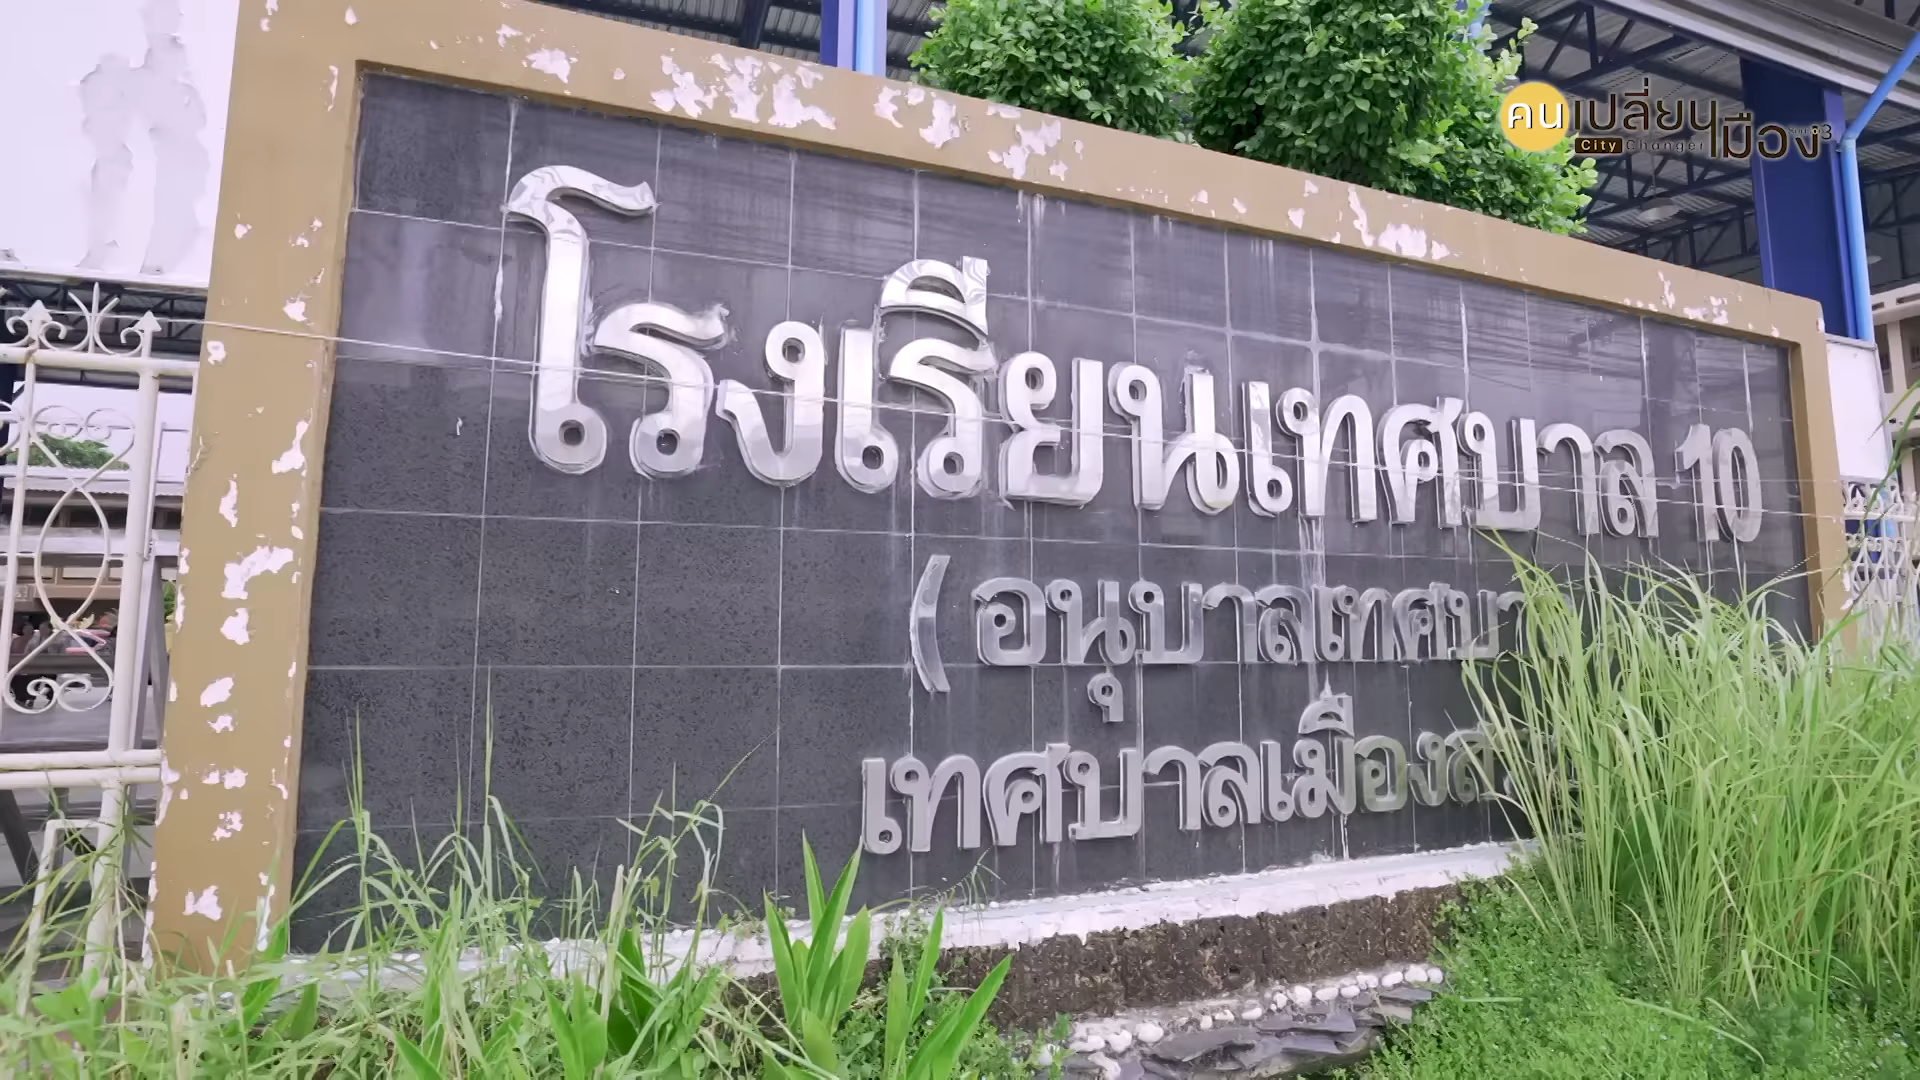 คนเปลี่ยนเมือง
City Changer
โรงเรียนเทศบาล 10
(อนุบาลเทศบา
เทศบาลเมือง